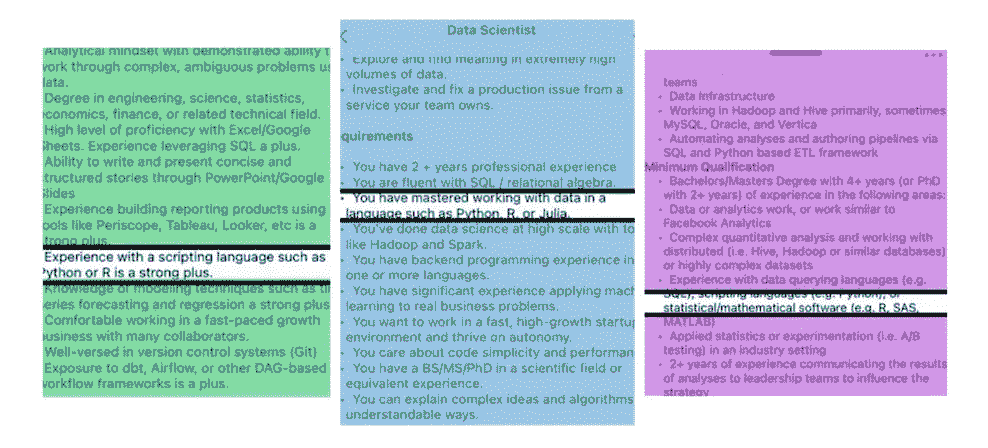 Analytical mindset with demonstrated ability t
work through complex, ambiguous problems us
data.
Degree in engineering, science, statistics,
conomics, finance, or related technical field.
High level of proficiency with Excel/Google
heets. Experience leveraging SQL a plus.
Ability to write and present concise and
tructured stories through PowerPoint/Google
Slides
Experience building reporting products using
ools like Periscope, Tableau, Looker, etc is a
trong plus.
Experience with a scripting language such as
ython or R is a strong plus.
Knowledge of modeling techniques such as ti
eries forecasting and regression a strong plus
Comfortable working in a fast-paced growth
usiness with many collaborators.
Well-versed in version control systems (Git)
Exposure to dbt, Airflow, or other DAG-based
workflow frameworks is a plus.
Data Scientist
• Explore and find meaning in extremely high
volumes of data.
• Investigate and fix a production issue from a
service your team owns.
quirements
• You have 2 + years professional experience
• You are fluent with SQL / relational algebra.
• You have mastered working with data in a
language such as Python, R, or Julia.
• You've done data science at high scale with to
like Hadoop and Spark.
• You have backend programming experience in
one or more languages.
• You have significant experience applying mach
learning to real business problems.
• You want to work in a fast, high-growth startup
environment and thrive on autonomy.
• You care about code simplicity and performan
• You have a BS/MS/PhD in a scientific field or
equivalent experience.
• You can explain complex ideas and algorithms
understandable ways.
teams
• Data Infrastructure
• Working in Hadoop and Hive primarily, sometimes
MySQL, Oracle, and Vertica
• Automating analyses and authoring pipelines via
SQL and Python based ETL framework
Minimum Qualification
• Bachelors/Masters Degree with 4+ years (or PhD
with 2+ years) of experience in the following areas:
• Data or analytics work, or work similar to
Facebook Analytics
• Complex quantitative analysis and working with
distributed (i.e. Hive, Hadoop or similar databases)
or highly complex datasets
• Experience with data querying languages (e.g.
SQL), scripting languages (e.g. Python), or
statistical/mathematical software (e.g. R, SAS,
MATLAB)
• Applied statistics or experimentation (i.e. A/B
testing) in an industry setting
• 2+ years of experience communicating the results
of analyses to leadership teams to influence the
strategy